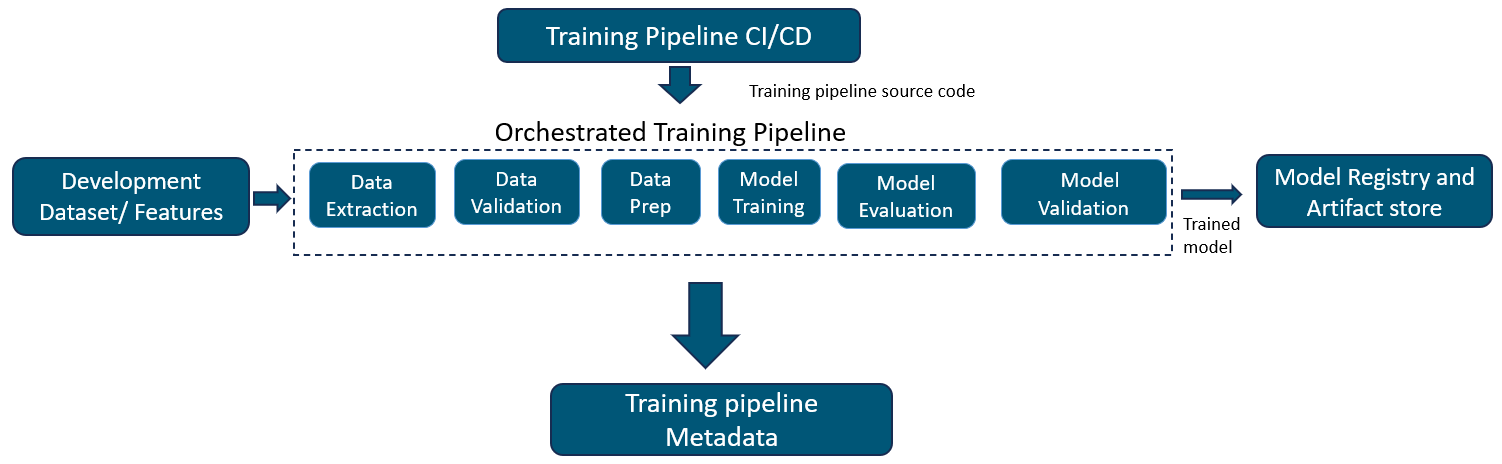 Training Pipeline CI/CD
Training pipeline source code
Orchestrated Training Pipeline
Development
Dataset/ Features
Data
Extraction
Data
Validation
Data
Prep
Model
Training
Model
Evaluation
Model
Validation
Trained
model
Model Registry and
Artifact store
Training pipeline
Metadata